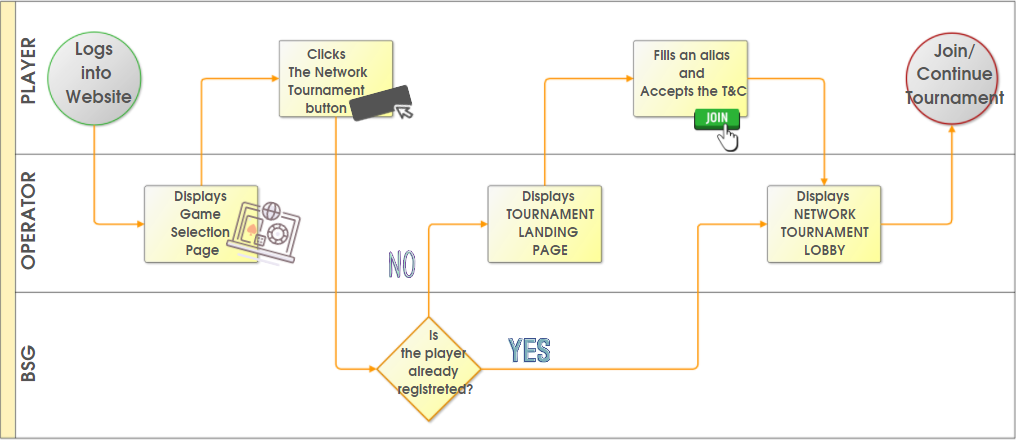 PLAYER
Logs
into
Website
Clicks
The Network
Tournament
button
Fills an alias
and
Accepts the T&C
JOIN
Join/
Continue
Tournament
OPERATOR
Displays
Game
Selection
Page
Displays
TOURNAMENT
LANDING
PAGE
Displays
NETWORK
TOURNAMENT
LOBBY
NO
BSG
Is
the player
already
registreted?
YES